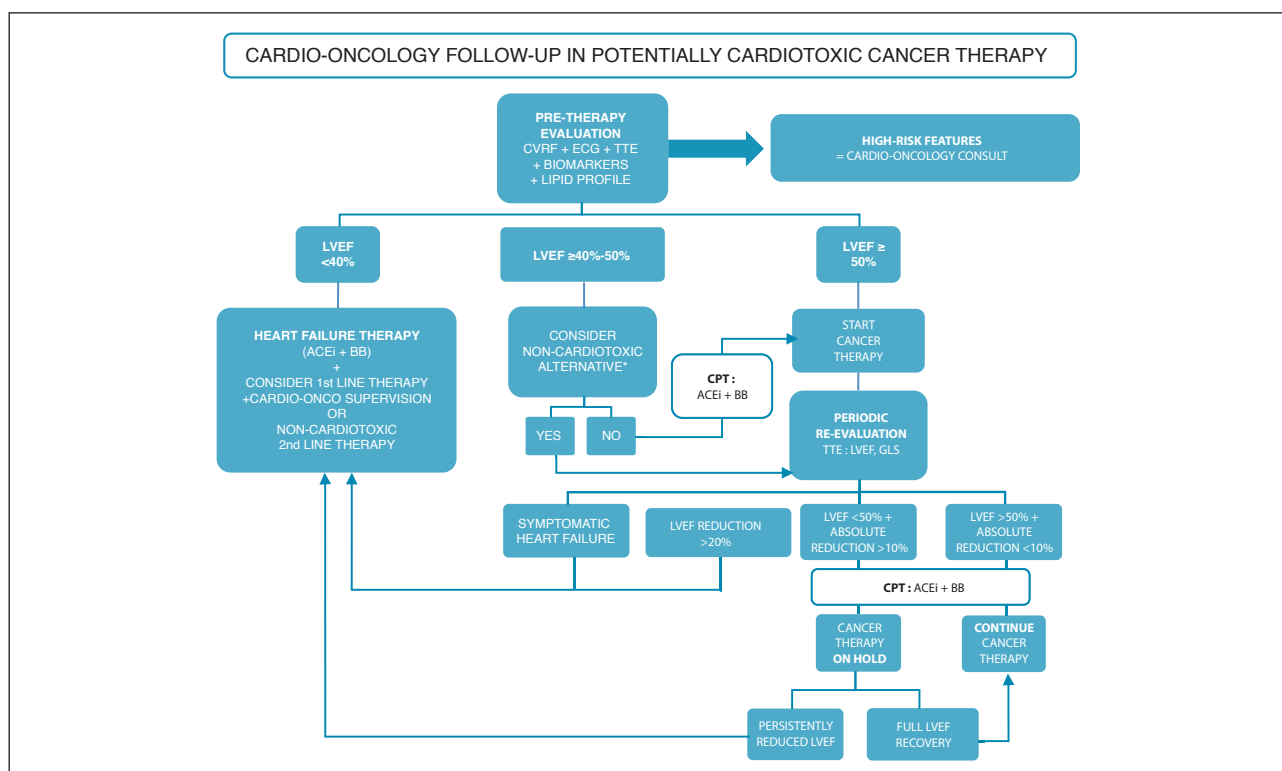 CARDIO-ONCOLOGY FOLLOW-UP IN POTENTIALLY CARDIOTOXIC CANCER THERAPY
PRE-THERAPY
EVALUATION
CVRF + ECG + TTE
+ BIOMARKERS
+ LIPID PROFILE
HIGH-RISK FEATURES
= CARDIO-ONCOLOGY CONSULT
LVEF
<40%
LVEF ≥40%-50%
LVEF ≥
50%
HEART FAILURE THERAPY
(ACEi + BB)
+
CONSIDER 1st LINE THERAPY
+CARDIO-ONCO SUPERVISION
OR
NON-CARDIOTOXIC
2nd LINE THERAPY
CONSIDER
NON-CARDIOTOXIC
ALTERNATIVE*
YES
NO
CPT :
ACEi + BB
START
CANCER
THERAPY
PERIODIC
RE-EVALUATION
TTE : LVEF, GLS
SYMPTOMATIC
HEART FAILURE
LVEF REDUCTION
>20%
LVEF <50% +
ABSOLUTE
REDUCTION >10%
LVEF >50% +
ABSOLUTE
REDUCTION <10%
CPT : ACEi + BB
CANCER
THERAPY
ON HOLD
CONTINUE
CANCER
THERAPY
PERSISTENTLY
REDUCED LVEF
FULL LVEF
RECOVERY